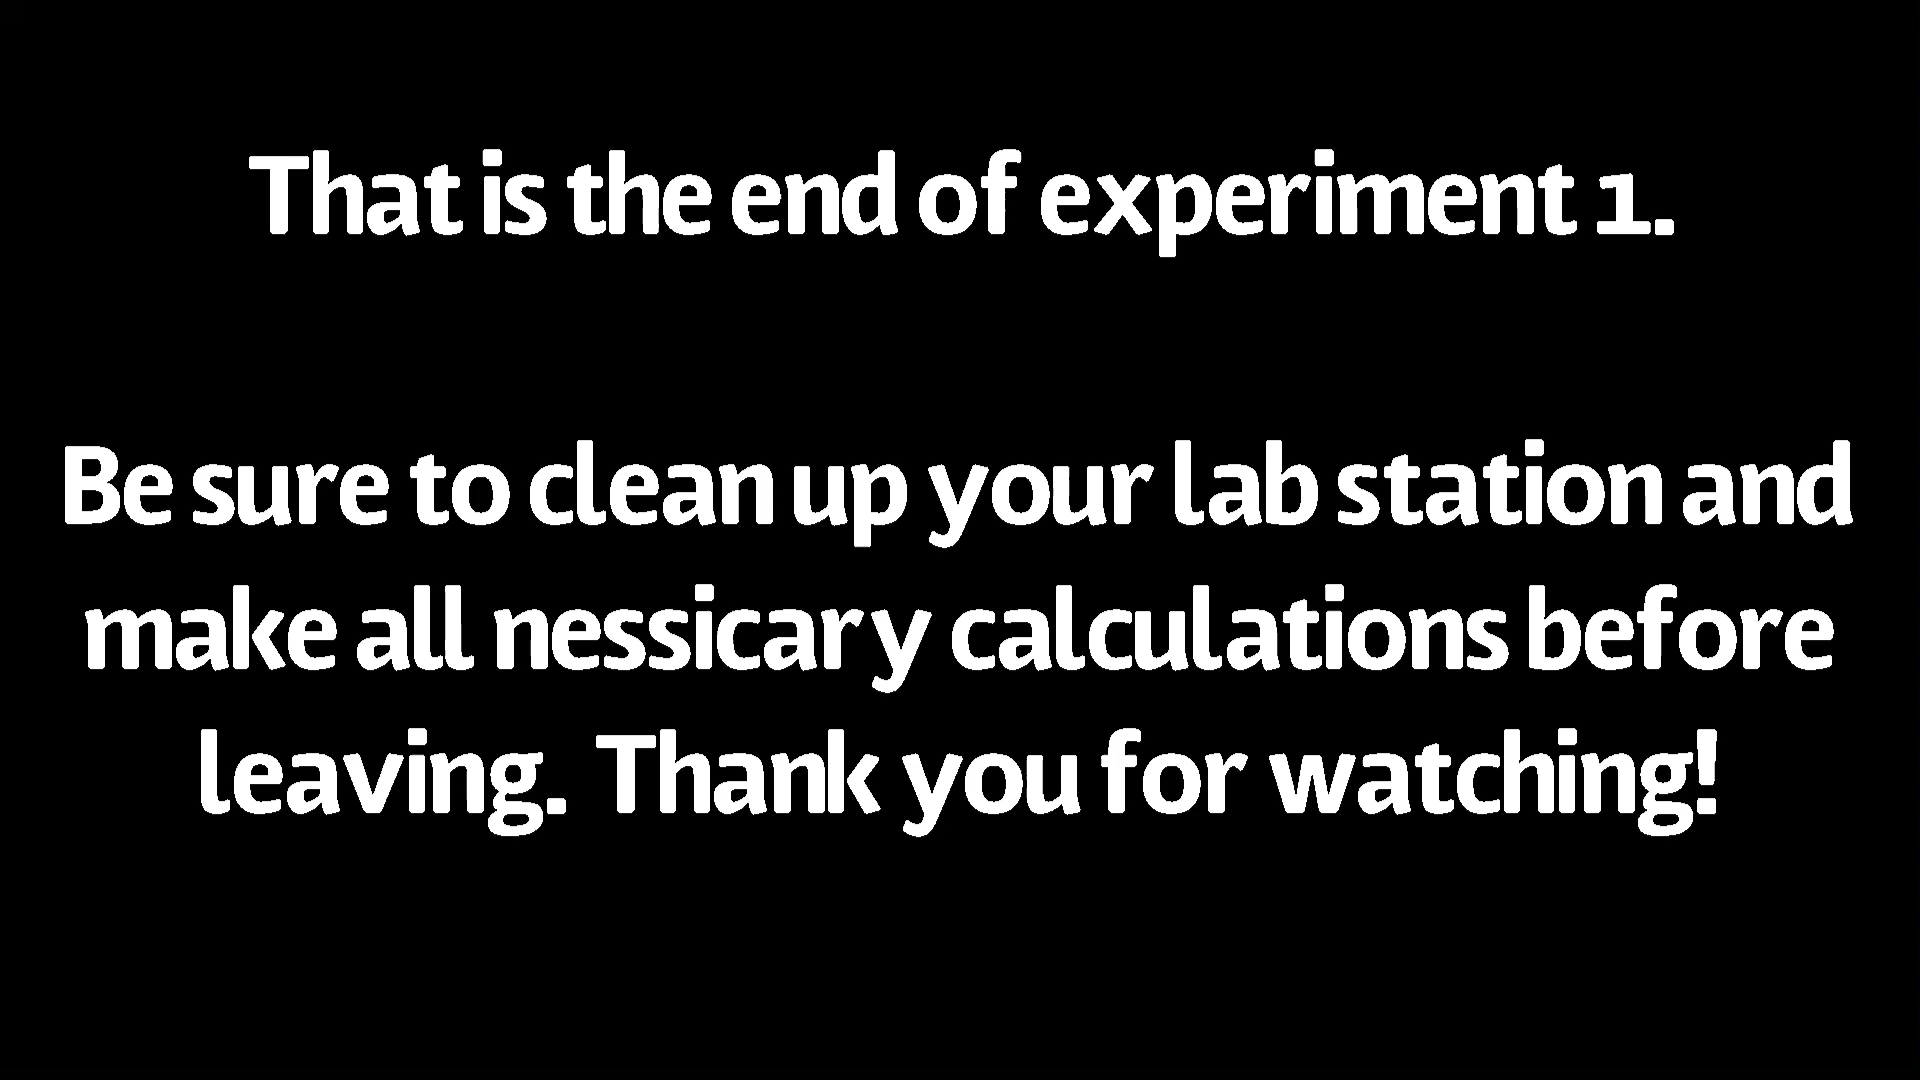 That is the end of experiment 1.
Be sure to clean up your lab station and
make all nessicary calculations before
leaving. Thank you for watching!